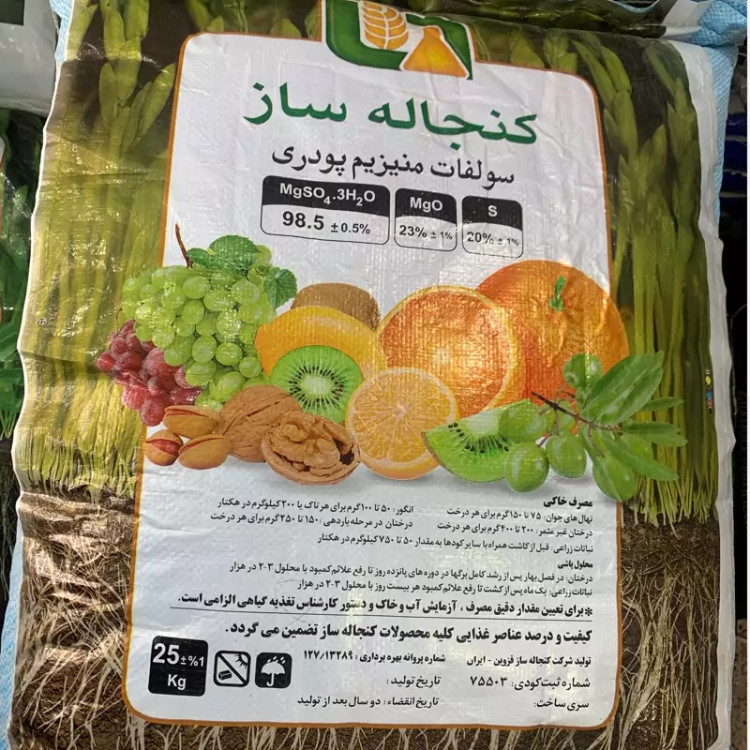 کنجاله ساز
سولفات منیزیم پودری
MgSO4.3H2O
98.5 ± 0.5%
MgO
23% ± 1%
S
20% ± 1%
مصرف خاکی
نهال های جوان: ۷۵ تا ۱۵۰ گرم برای هر درخت
انگور: ۵۰ تا ۱۰۰ گرم برای هر تاک یا ۲۰۰ کیلوگرم در هکتار
درختان غیر مثمر: ۲۰۰ تا ۴۰۰ گرم برای هر درخت
درختان در مرحله باردهی: ۱۵۰ تا ۲۵۰ گرم برای هر درخت
نباتات زراعی: قبل از کاشت همراه با سایر کودها به مقدار ۵۰ تا ۷۵۰ کیلوگرم در هکتار
محلول پاشی
درختان: در فصل بهار پس از رشد کامل برگها در دوره های پانزده روز تا رفع علائم کمبود با محلول ۳-۲ در هزار
نباتات زراعی: یک ماه پس از کشت تا رفع علائم کمبود هر بیست روز با محلول ۳-۲ در هزار
*برای تعیین مقدار دقیق مصرف ، آزمایش آب و خاک و دستور کارشناس تغذیه گیاهی الزامی است.
کیفیت و درصد عناصر غذایی کلیه محصولات کنجاله ساز تضمین می گردد.
تولید شرکت کنجاله ساز قزوین - ایران
شماره پروانه بهره برداری: ۱۲۷/۱۳۲۸۹
شماره ثبت کودی: ۷۵۵۰۳
تاریخ تولید:
سری ساخت:
تاریخ انقضاء: دو سال بعد از تولید
25 ±%1
Kg